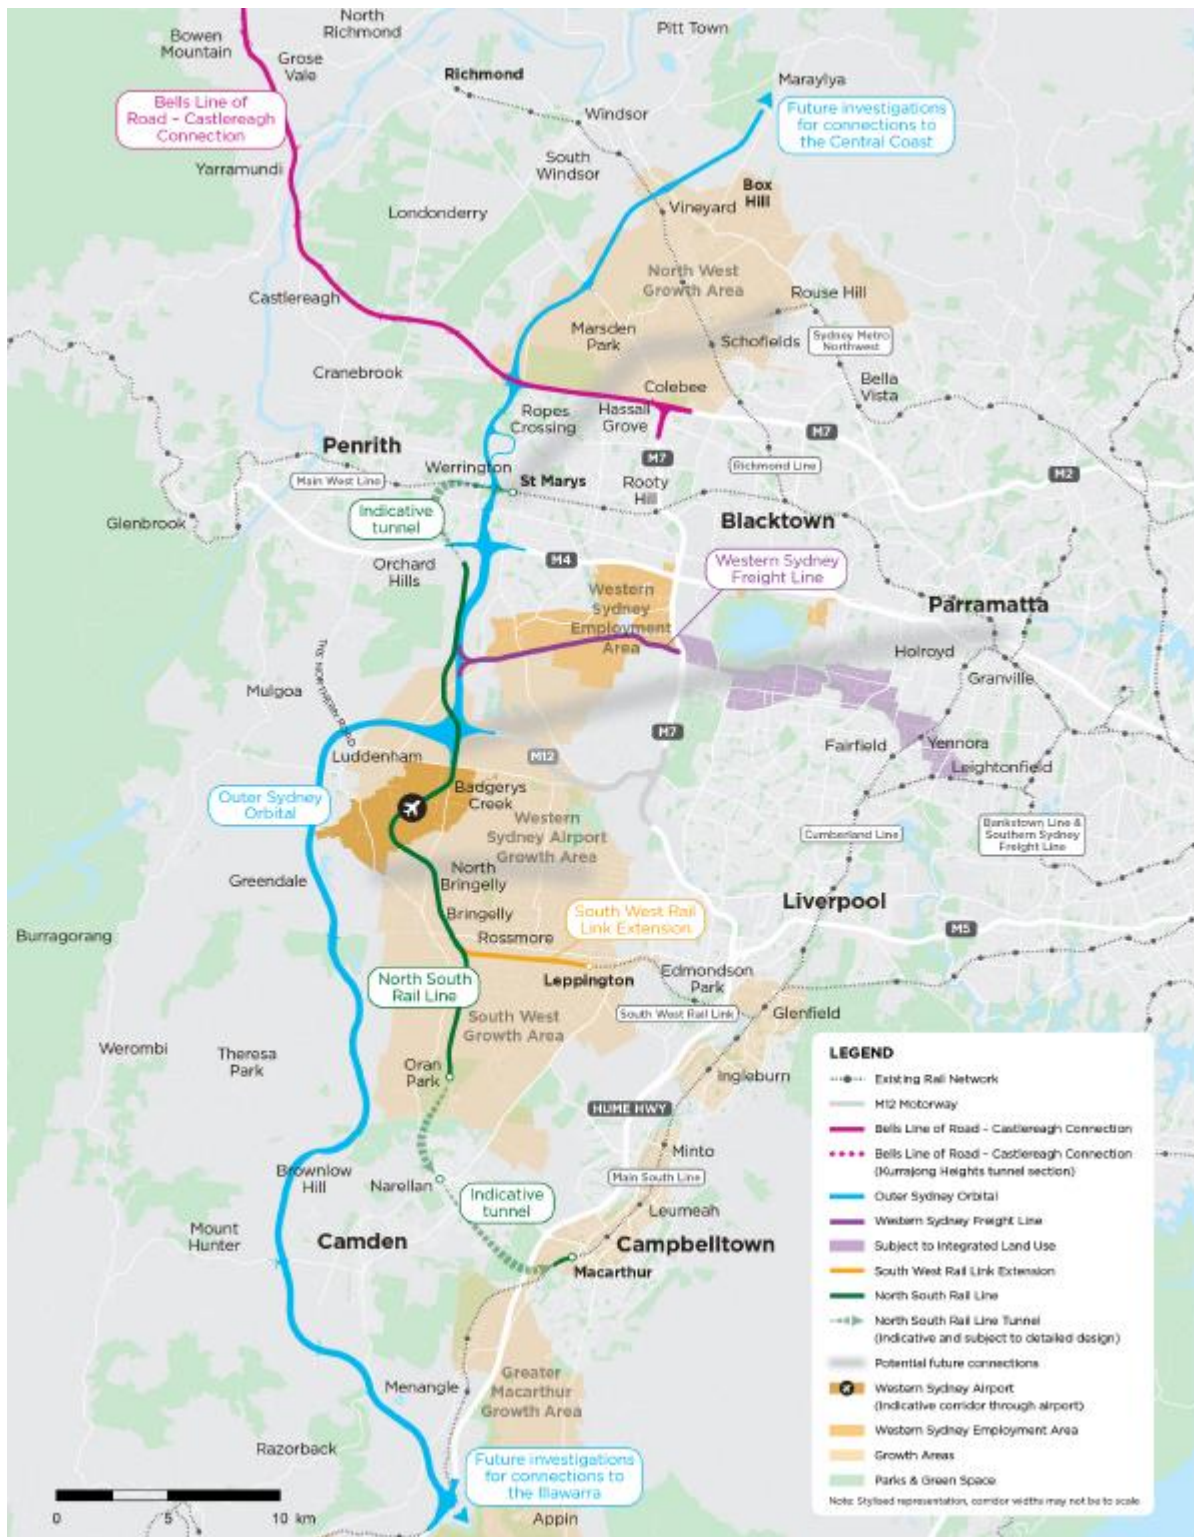 North
Richmond
Pitt Town
Bowen
Mountain
Grose
Vale
Richmond
Maraylya
Bells Line of
Road – Castlereagh
Connection
Windsor
Future investigations
for connections to
the Central Coast
South
Windsor
Yarramundi
Box
Hill
Londonderry
Vineyard
North West
Growth Area
Castlereagh
Rouse Hill
Marsden
Park
Schofields
Sydney Metro
Northwest
Cranebrook
Colebee
Bella
Vista
Ropes
Crossing
Hassall
Grove
M7
Penrith
M7
Richmond Line
M2
Werrington
Main West Line
St Marys
Rooty
Hill
Indicative
tunnel
Glenbrook
Blacktown
Orchard
Hills
M4
Western Sydney
Freight Line
Western
Sydney
Employment
Area
Parramatta
Holroyd
Granville
THE NORTHERN ROAD
Mulgoa
M7
Luddenham
M12
Fairfield
Yennora
Leightonfield
Outer Sydney
Orbital
Badgerys
Creek
Western
Sydney Airport
Growth Area
Cumberland Line
Bankstown Line &
Southern Sydney
Freight Line
Greendale
North
Bringelly
Liverpool
Bringelly
South West Rail
Link Extension
M5
Burragorang
Rossmore
Leppington
Edmondson
Park
North South
Rail Line
South West Rail Link
Glenfield
South West
Growth Area
Werombi
Theresa
Park
Oran
Park
Ingleburn
HUME HWY
Minto
Brownlow
Hill
Narellan
Main South Line
Indicative
tunnel
Leumeah
Mount
Hunter
Camden
Campbelltown
Macarthur
Menangle
Greater
Macarthur
Growth Area
Razorback
Future investigations
for connections to
the Illawarra
Appin
0 5 10 km
LEGEND
Existing Rail Network
M12 Motorway
Bells Line of Road – Castlereagh Connection
Bells Line of Road – Castlereagh Connection
(Kurrajong Heights tunnel section)
Outer Sydney Orbital
Western Sydney Freight Line
Subject to Integrated Land Use
South West Rail Link Extension
North South Rail Line
North South Rail Line Tunnel
(Indicative and subject to detailed design)
Potential future connections
Western Sydney Airport
(Indicative corridor through airport)
Western Sydney Employment Area
Growth Areas
Parks & Green Space
Note: Stylised representation, corridor widths may not be to scale